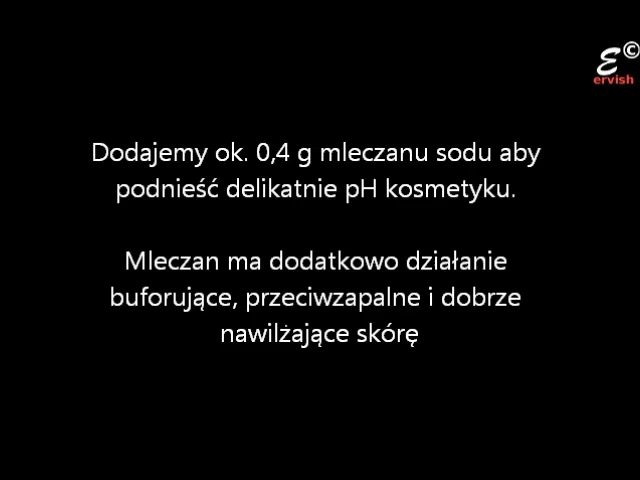 ε©
ervish
Dodajemy ok. 0,4 g mleczanu sodu aby
podnieść delikatnie pH kosmetyku.
Mleczan ma dodatkowo działanie
buforujące, przeciwzapalne i dobrze
nawilżające skórę